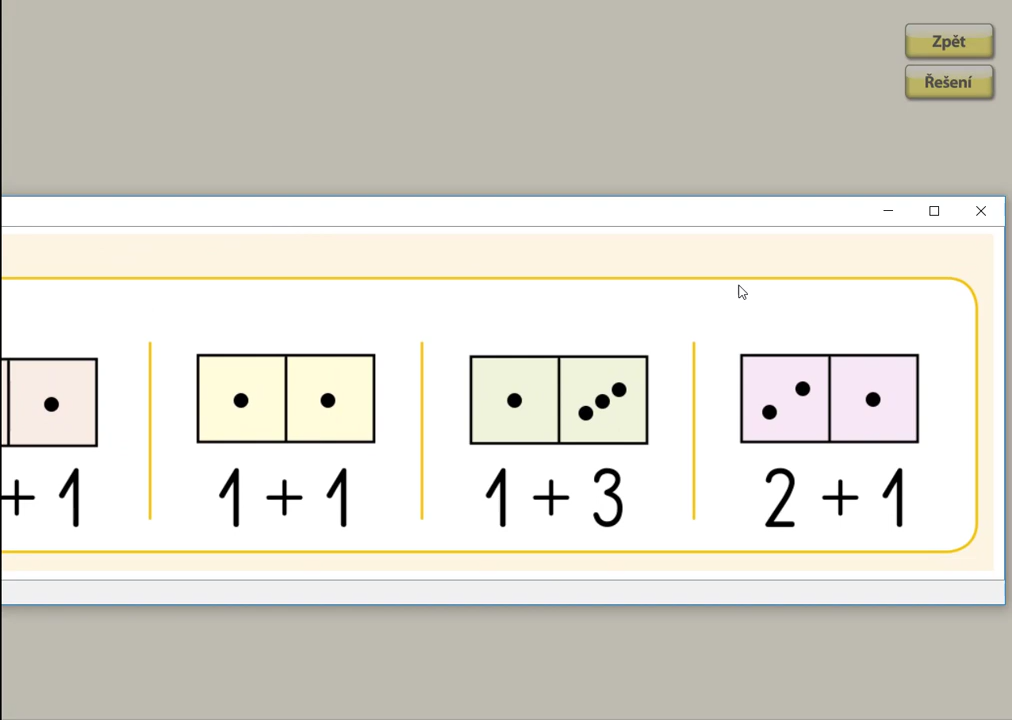 Zpět
Řešení
+ 1
1 + 1
1 + 3
2 + 1